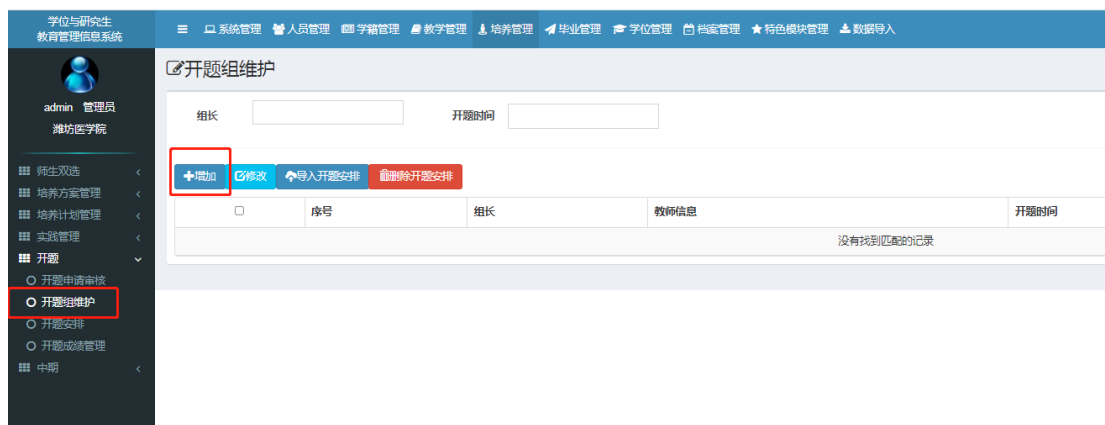 学位与研究生
教育管理信息系统
系统管理 人员管理 学籍管理 教学管理 培养管理 毕业管理 学位管理 档案管理 特色模块管理 数据导入
admin 管理员
潍坊医学院
师生双选
培养方案管理
培养计划管理
实践管理
开题
开题申请审核
开题组维护
开题安排
开题成绩管理
中期
开题组维护
组长 开题时间
增加 修改 导入开题安排 删除开题安排
序号 组长 教师信息 开题时间
没有找到匹配的记录